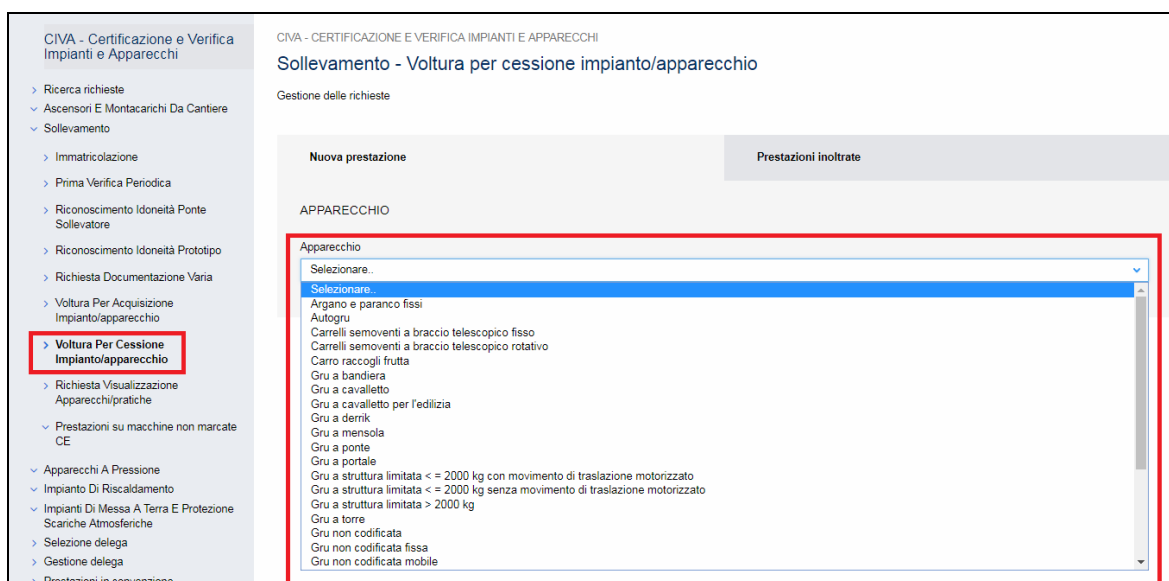 CIVA - Certificazione e Verifica
Impianti e Apparecchi
Ricerca richieste
Ascensori E Montacarichi Da Cantiere
Sollevamento
Immatricolazione
Prima Verifica Periodica
Riconoscimento Idoneità Ponte
Sollevatore
Riconoscimento Idoneità Prototipo
Richiesta Documentazione Varia
Voltura Per Acquisizione
Impianto/apparecchio
Voltura Per Cessione
Impianto/apparecchio
Richiesta Visualizzazione
Apparecchi/pratiche
Prestazioni su macchine non marcate
CE
Apparecchi A Pressione
Impianto Di Riscaldamento
Impianti Di Messa A Terra E Protezione
Scariche Atmosferiche
Selezione delega
Gestione delega
Prestazioni in convenzione
CIVA - CERTIFICAZIONE E VERIFICA IMPIANTI E APPARECCHI
Sollevamento - Voltura per cessione impianto/apparecchio
Gestione delle richieste
Nuova prestazione
Prestazioni inoltrate
APPARECCHIO
Apparecchio
Selezionare..
Selezionare..
Argano e paranco fissi
Autogru
Carrelli semoventi a braccio telescopico fisso
Carrelli semoventi a braccio telescopico rotativo
Carro raccogli frutta
Gru a bandiera
Gru a cavalletto
Gru a cavalletto per l'edilizia
Gru a derrik
Gru a mensola
Gru a ponte
Gru a portale
Gru a struttura limitata < = 2000 kg con movimento di traslazione motorizzato
Gru a struttura limitata < = 2000 kg senza movimento di traslazione motorizzato
Gru a struttura limitata > 2000 kg
Gru a torre
Gru non codificata
Gru non codificata fissa
Gru non codificata mobile